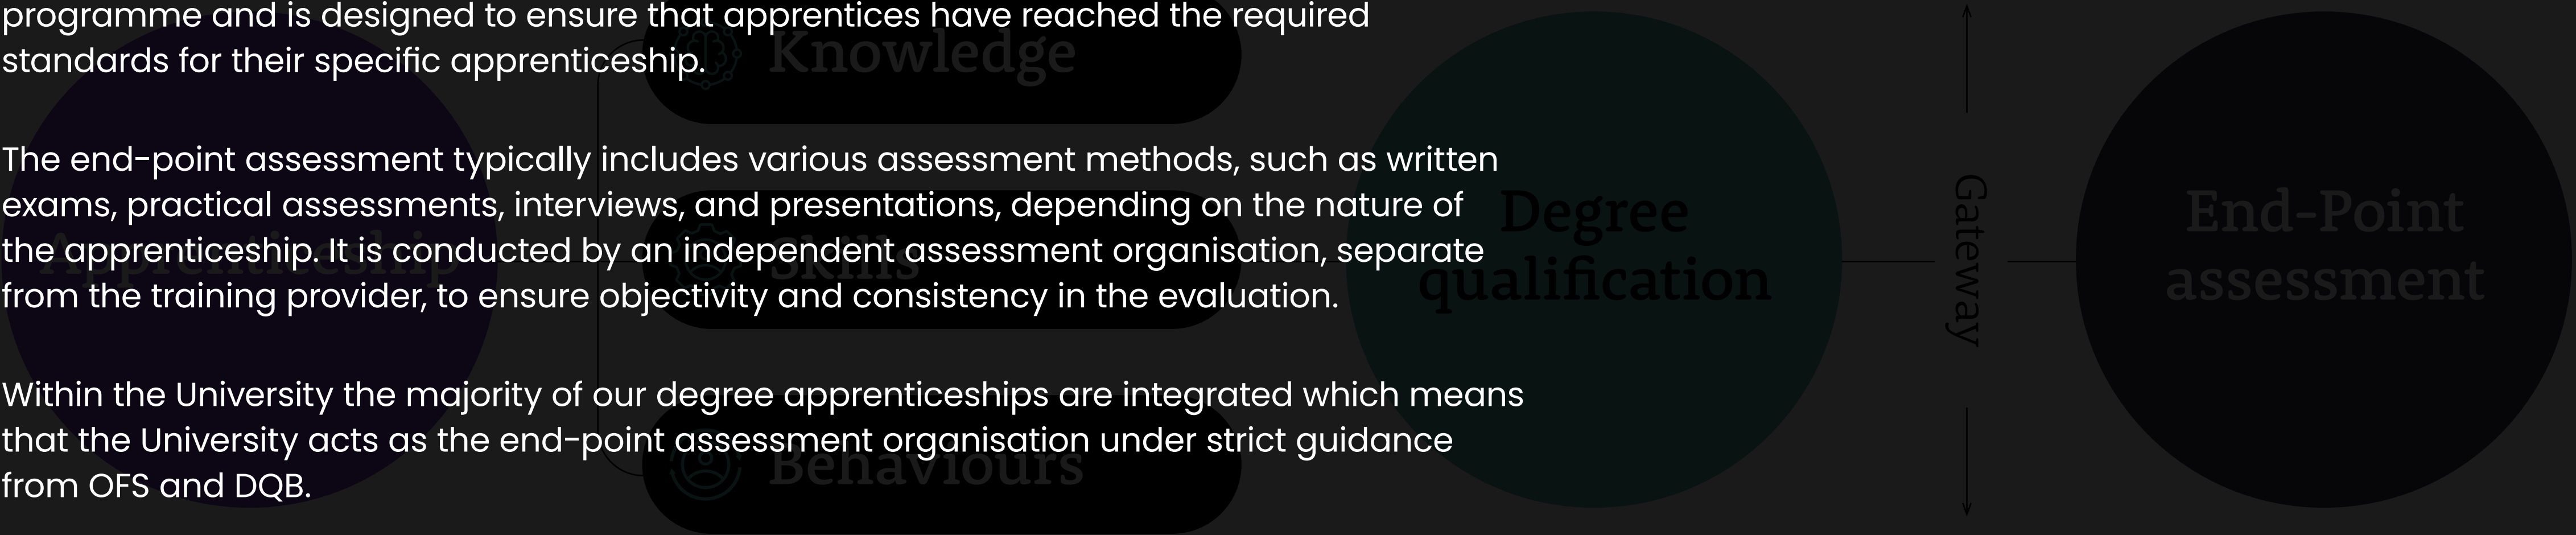 programme and is designed to ensure that apprentices have reached the required
standards for their specific apprenticeship.
The end-point assessment typically includes various assessment methods, such as written
exams, practical assessments, interviews, and presentations, depending on the nature of
the apprenticeship. It is conducted by an independent assessment organisation, separate
from the training provider, to ensure objectivity and consistency in the evaluation.
Within the University the majority of our degree apprenticeships are integrated which means
that the University acts as the end-point assessment organisation under strict guidance
from OFS and DQB.
Apprenticeship
Knowledge
Skills
Behaviours
Degree
qualification
Gateway
End-Point
assessment